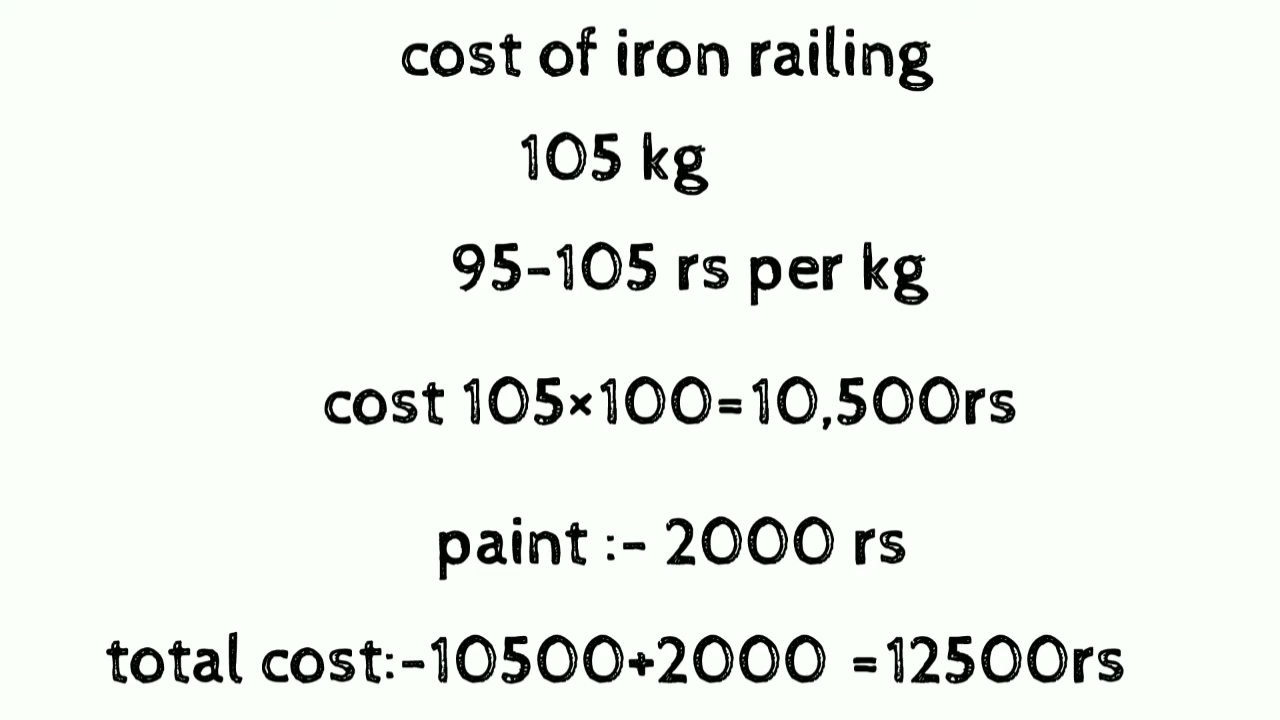 cost of iron railing
105 kg
95-105 rs per kg
cost 105×100=10,500rs
paint :- 2000 rs
total cost:-10500+2000 =12500rs